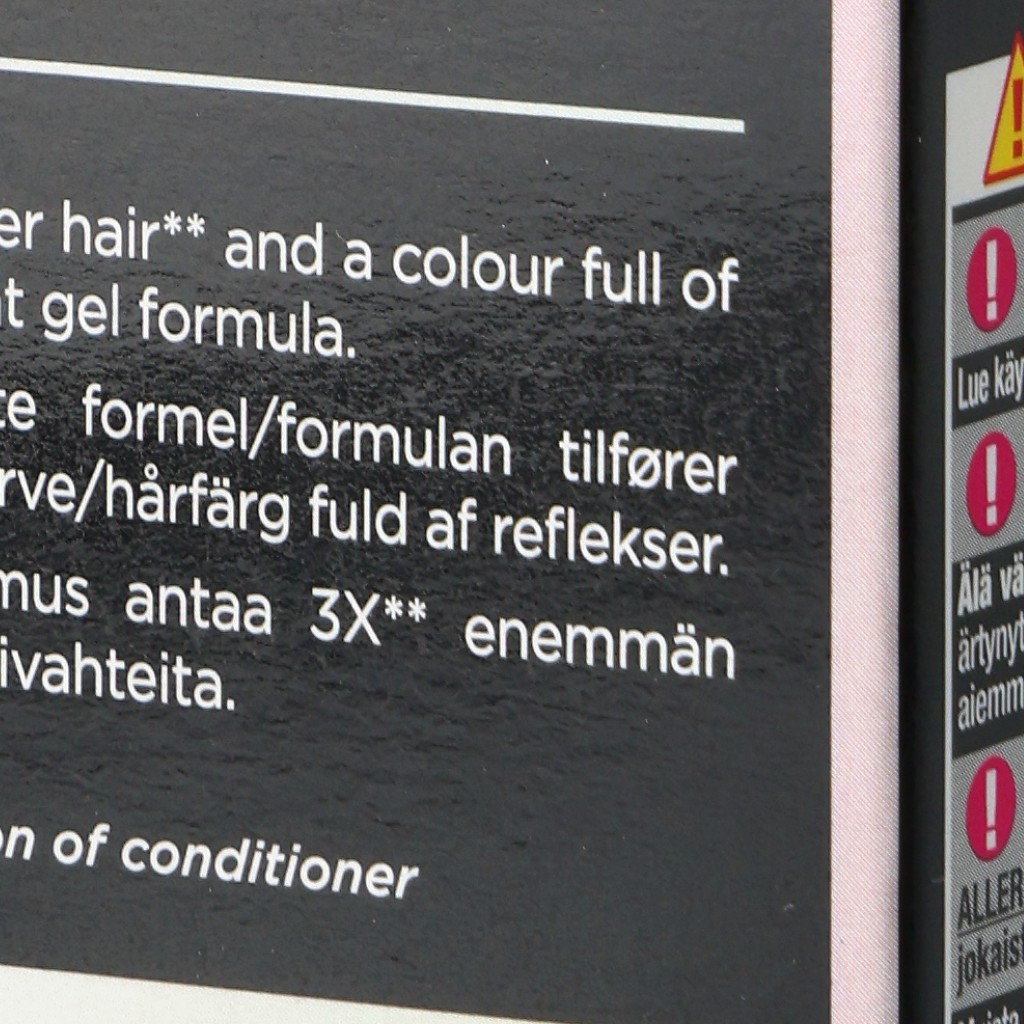 er hair** and a colour full of
t gel formula.
te formel/formulan tilfører
rve/hårfärg fuld af reflekser.
mus antaa 3X** enemmän
ivahteita.
on of conditioner
Lue käy
Älä vä
ärtynyt
aiemm
ALLER
jokaist